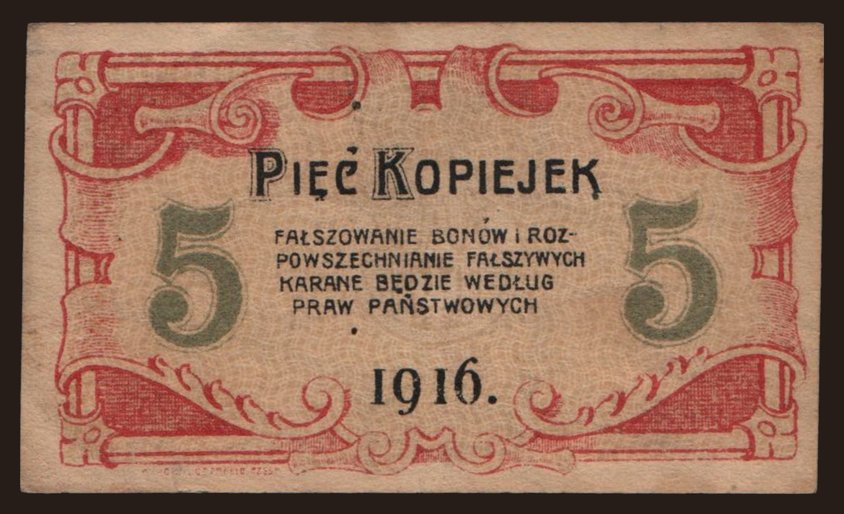 PIĘĆ KOPIEJEK
5
FAŁSZOWANIE BONÓW I ROZ-
POWSZECHNIANIE FAŁSZYWYCH
KARANE BĘDZIE WEDŁUG
PRAW PAŃSTWOWYCH
5
1916.